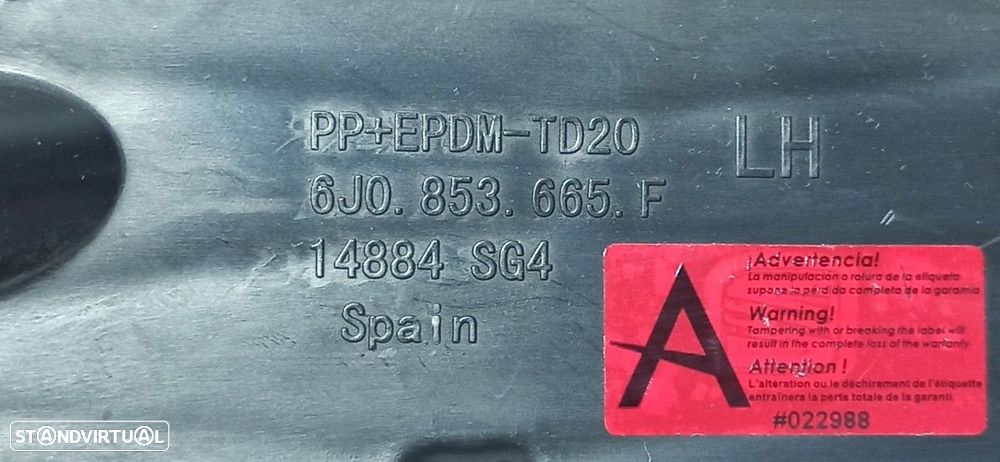 PP+EPDM-TD20
LH
6J0. 853. 665. F
14884 SG4
Spain
A
¡Advertencia!
La manipulación o rotura de la etiqueta
supone la pérdida completa de la garantía
Warning!
Tampering with or breaking the label will
result in the complete loss of the warranty
Attention !
L'altération ou le déchirement de l'étiquette
entraînera la perte totale de la garanti
#022988
STANDVIRTUAL